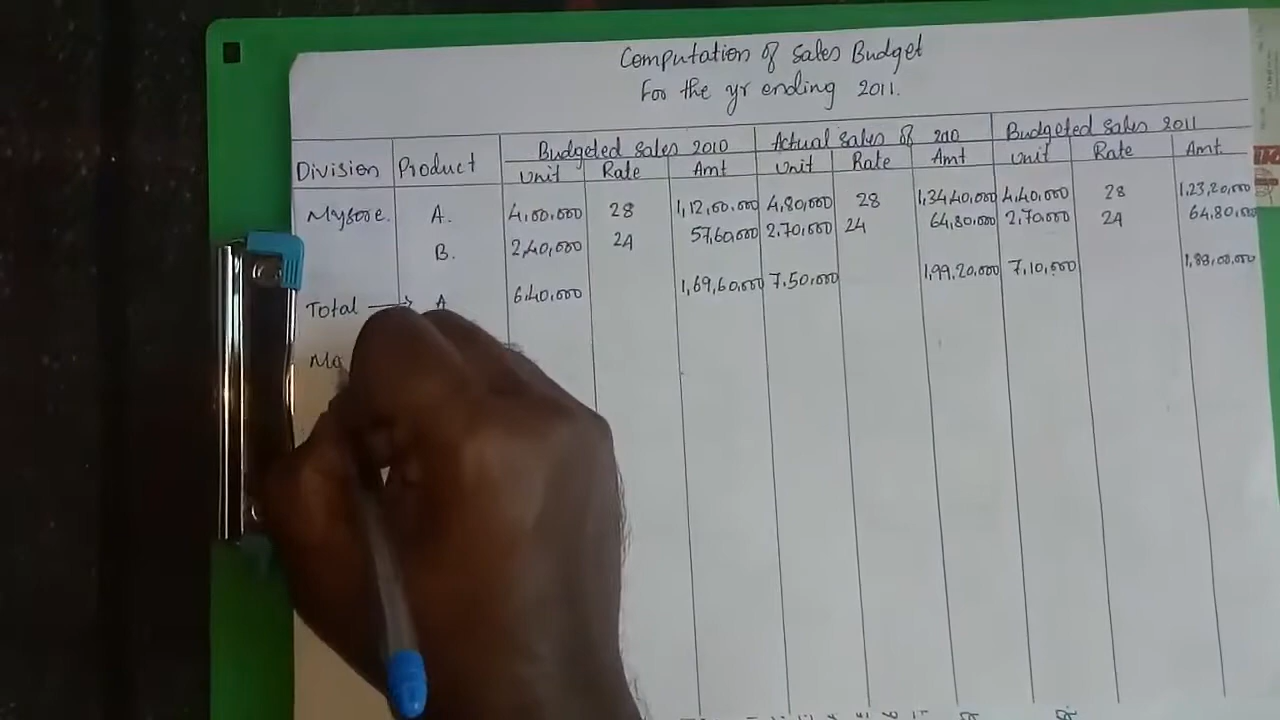 Computation of Sales Budget
For the yr ending 2011.
Budgeted Sales 2010 Actual Sales of 210 Budgeted Sales 2011
Division Product Unit Rate Amt Unit Rate Amt Unit Rate Amt
Mysore. A. 4,00,000 28 1,12,00,000 4,80,000 28 1,34,40,000 4,40,000 28 1,23,20,000
B. 2,40,000 24 57,60,000 2,70,000 24 64,80,000 2,70,000 24 64,80,000
Total → A 6,40,000 1,69,60,000 7,50,000 1,99,20,000 7,10,000 1,88,00,000
Ma